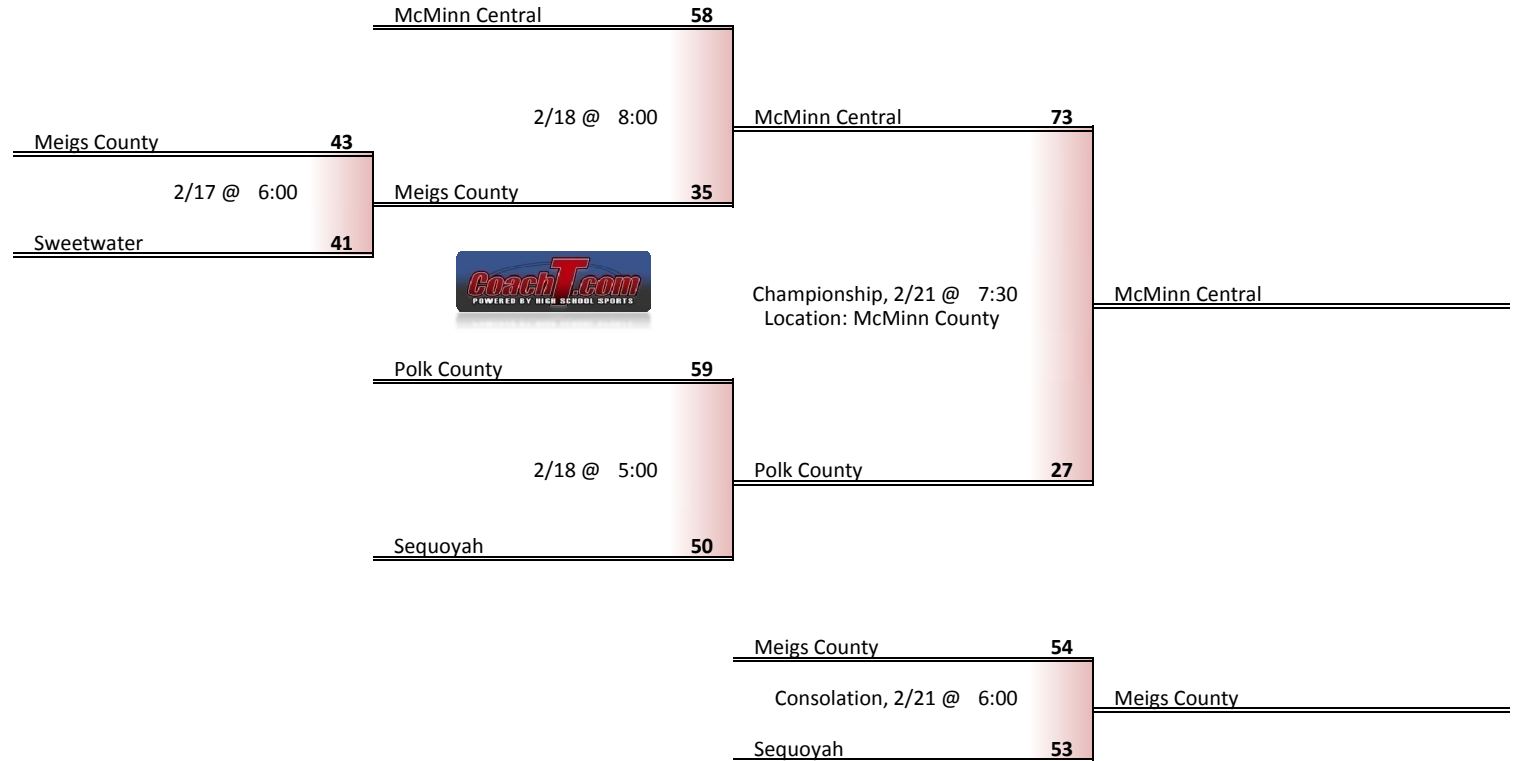 McMinn Central 58
2/18 @ 8:00
McMinn Central 73
Meigs County 43
2/17 @ 6:00
Meigs County 35
Sweetwater 41
CoachT.com
POWERED BY HIGH SCHOOL SPORTS
Championship, 2/21 @ 7:30
Location: McMinn County
McMinn Central
Polk County 59
2/18 @ 5:00
Polk County 27
Sequoyah 50
Meigs County 54
Consolation, 2/21 @ 6:00
Meigs County
Sequoyah 53